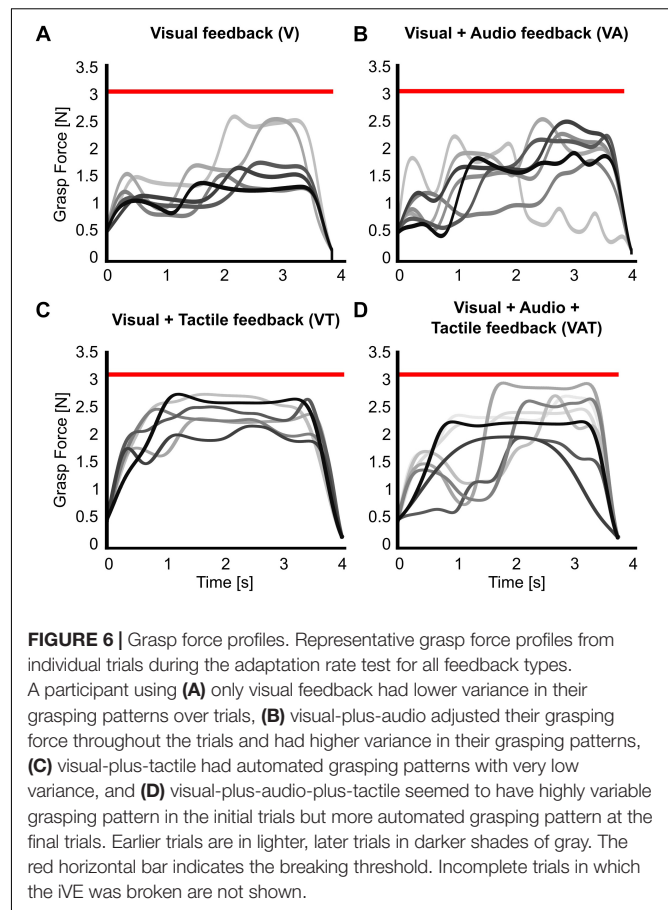 A Visual feedback (V)
3.5
3
2.5
2
1.5
1
0.5
0
Grasp Force [N]
0 1 2 3 4
B Visual + Audio feedback (VA)
3.5
3
2.5
2
1.5
1
0.5
0
0 1 2 3 4
C Visual + Tactile feedback (VT)
3.5
3
2.5
2
1.5
1
0.5
0
Grasp Force [N]
0 1 2 3 4
Time [s]
D Visual + Audio +
Tactile feedback (VAT)
3.5
3
2.5
2
1.5
1
0.5
0
0 1 2 3 4
Time [s]
FIGURE 6 | Grasp force profiles. Representative grasp force profiles from
individual trials during the adaptation rate test for all feedback types.
A participant using (A) only visual feedback had lower variance in their
grasping patterns over trials, (B) visual-plus-audio adjusted their grasping
force throughout the trials and had higher variance in their grasping patterns,
(C) visual-plus-tactile had automated grasping patterns with very low
variance, and (D) visual-plus-audio-plus-tactile seemed to have highly variable
grasping pattern in the initial trials but more automated grasping pattern at the
final trials. Earlier trials are in lighter, later trials in darker shades of gray. The
red horizontal bar indicates the breaking threshold. Incomplete trials in which
the iVE was broken are not shown.